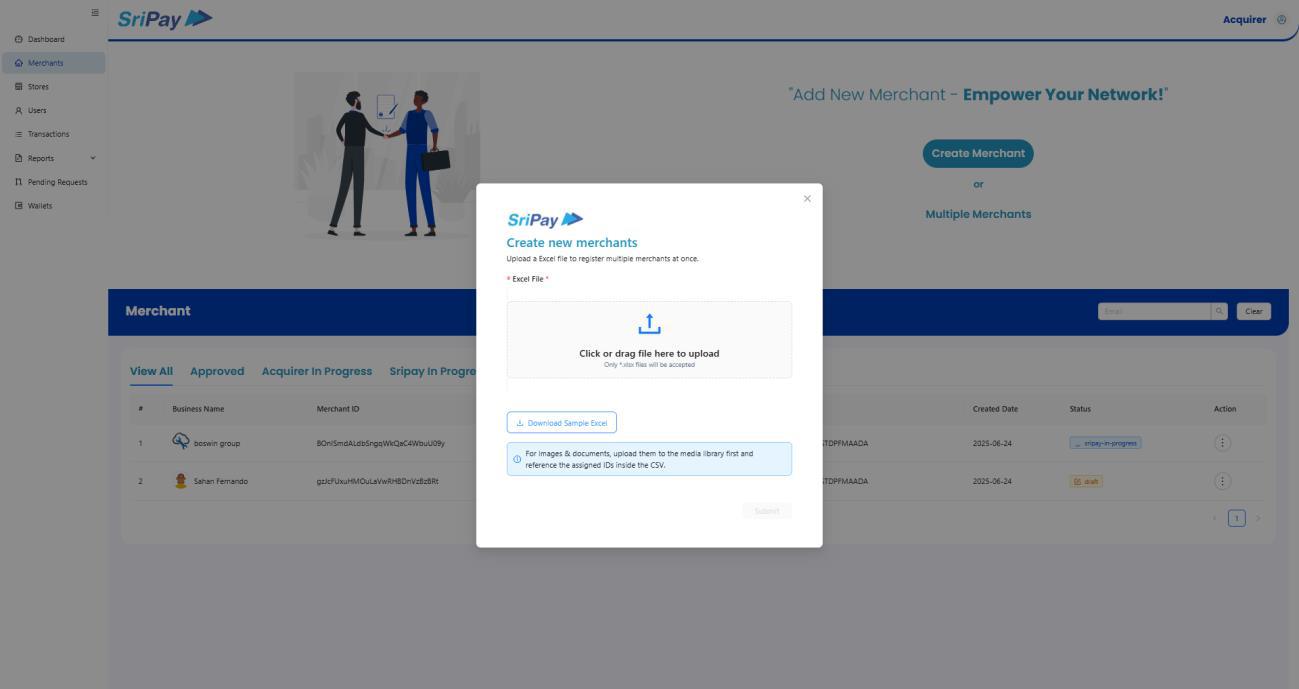 SriPay
Acquirer
Dashboard
Merchants
Stores
Users
Transactions
Reports
Pending Requests
Wallets
"Add New Merchant - Empower Your Network!"
Create Merchant
or
Multiple Merchants
SriPay
Create new merchants
Upload a Excel file to register multiple merchants at once.
* Excel File *
Click or drag file here to upload
Only *.xlsx files will be accepted
Download Sample Excel
For images & documents, upload them to the media library first and
reference the assigned IDs inside the CSV.
Submit
Merchant
Email
Clear
View All Approved Acquirer In Progress Sripay In Progre
# Business Name Merchant ID Created Date Status Action
1 boswin group 2025-06-24 sripay-in-progress
2 Sahan Fernando 2025-06-24 draft
1